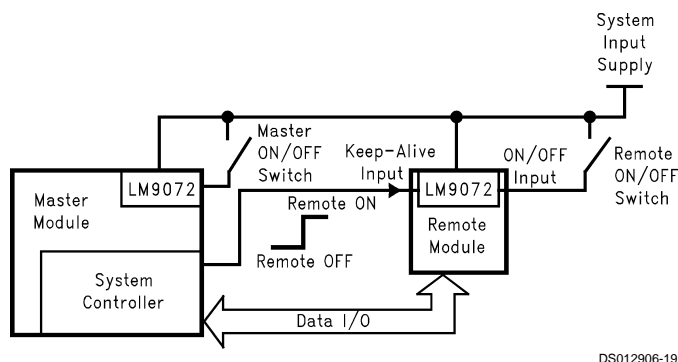 System
Input
Supply
Master
ON/OFF
Switch
Keep-Alive
Input
ON/OFF
Input
Remote
ON/OFF
Switch
LM9072
Master
Module
LM9072
Remote ON
Remote OFF
Remote
Module
System
Controller
Data I/O
DS012906-19